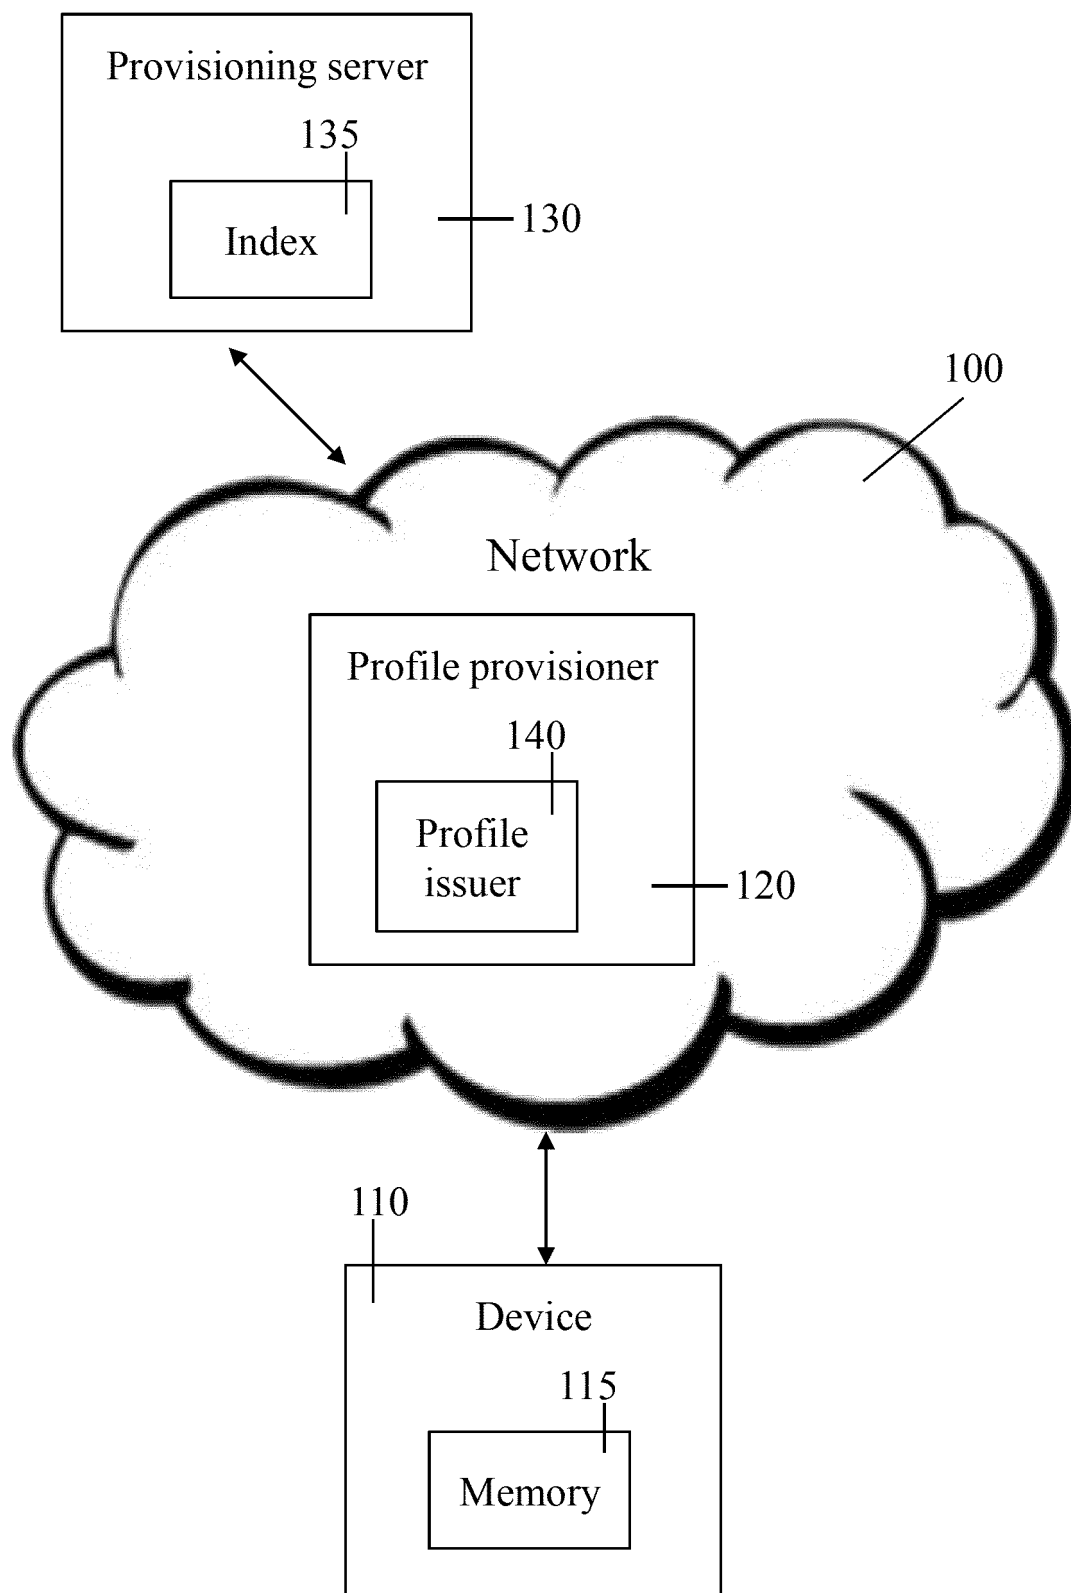 Provisioning server
135
Index
130
100
Network
Profile provisioner
140
Profile
issuer
120
110
Device
115
Memory